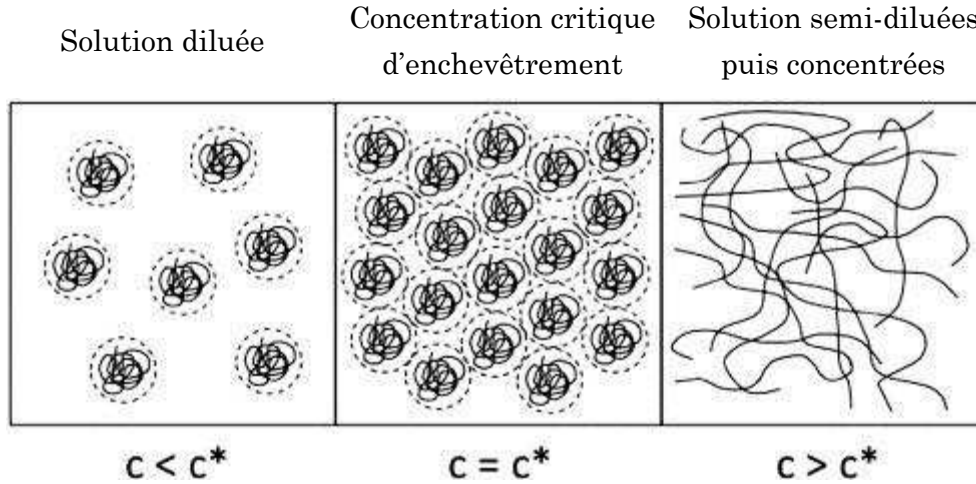 Solution diluée
Concentration critique
d'enchevêtrement
Solution semi-diluées
puis concentrées
c < c*
c = c*
c > c*